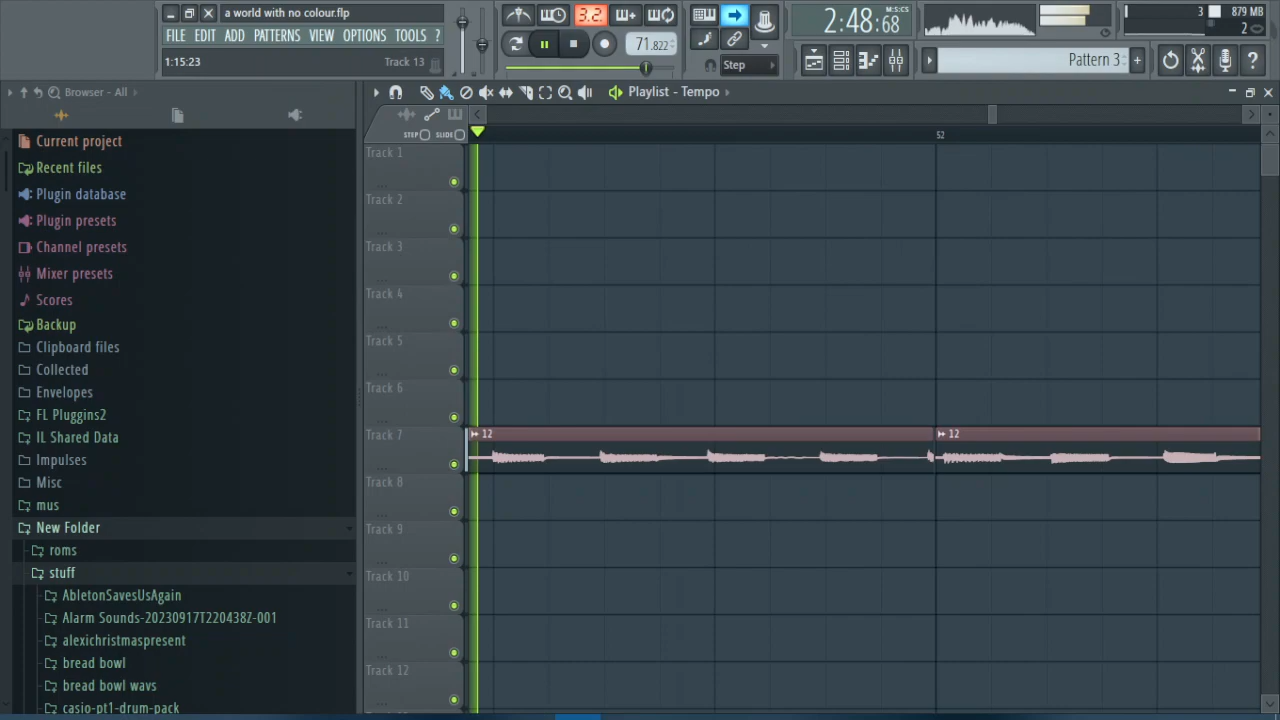 a world with no colour.flp
FILE EDIT ADD PATTERNS VIEW OPTIONS TOOLS ?
1:15:23 Track 13
3.2
71.822
Step
2:48:68
M:S:CS
3 879 MB
2
Pattern 3
Browser - All
Playlist - Tempo
STEP SLIDE
52
Current project
Recent files
Plugin database
Plugin presets
Channel presets
Mixer presets
Scores
Backup
Clipboard files
Collected
Envelopes
FL Pluggins2
IL Shared Data
Impulses
Misc
mus
New Folder
roms
stuff
AbletonSavesUsAgain
Alarm Sounds-20230917T220438Z-001
alexichristmaspresent
bread bowl
bread bowl wavs
casio-pt1-drum-pack
Track 1
Track 2
Track 3
Track 4
Track 5
Track 6
Track 7
12 12
Track 8
Track 9
Track 10
Track 11
Track 12